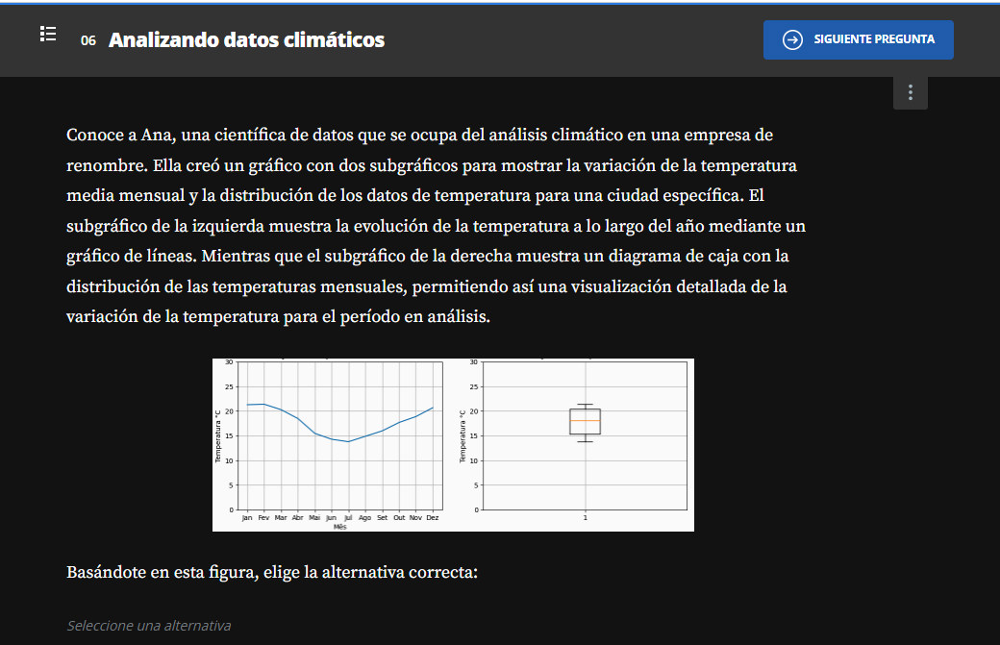 06 Analizando datos climáticos
SIGUIENTE PREGUNTA
Conoce a Ana, una científica de datos que se ocupa del análisis climático en una empresa de
renombre. Ella creó un gráfico con dos subgráficos para mostrar la variación de la temperatura
media mensual y la distribución de los datos de temperatura para una ciudad específica. El
subgráfico de la izquierda muestra la evolución de la temperatura a lo largo del año mediante un
gráfico de líneas. Mientras que el subgráfico de la derecha muestra un diagrama de caja con la
distribución de las temperaturas mensuales, permitiendo así una visualización detallada de la
variación de la temperatura para el período en análisis.
30
25
20
15
10
5
0
Temperatura °C
Jan Fev Mar Abr Mai Jun Jul Ago Set Out Nov Dez
Mês
30
25
20
15
10
5
0
Temperatura °C
1
Basándote en esta figura, elige la alternativa correcta:
Seleccione una alternativa